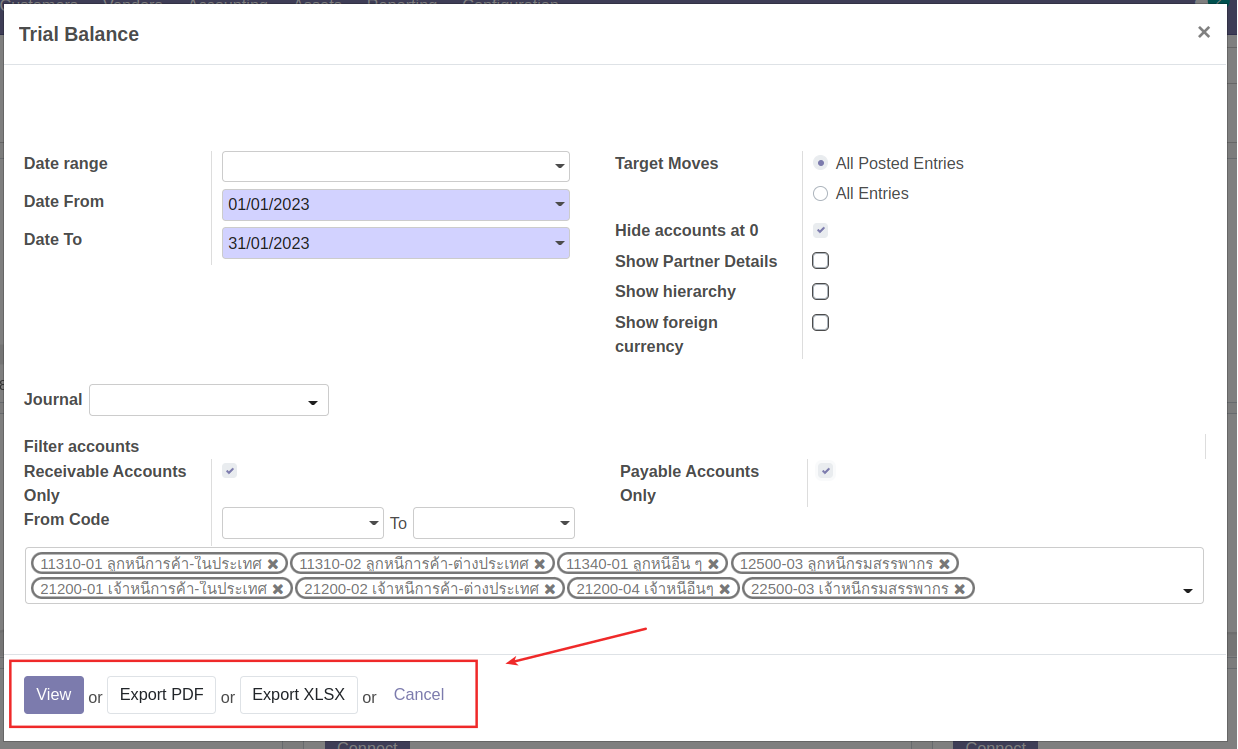 Customers Vendors Accounting Assets Reporting Configuration
Trial Balance ×
Date range
Date From 01/01/2023
Date To 31/01/2023
Target Moves All Posted Entries
All Entries
Hide accounts at 0
Show Partner Details
Show hierarchy
Show foreign
currency
Journal
Filter accounts
Receivable Accounts
Only
Payable Accounts
Only
From Code To
11310-01 ลูกหนี้การค้า-ในประเทศ 11310-02 ลูกหนี้การค้า-ต่างประเทศ 11340-01 ลูกหนี้อื่น ๆ 12500-03 ลูกหนี้กรมสรรพากร
21200-01 เจ้าหนี้การค้า-ในประเทศ 21200-02 เจ้าหนี้การค้า-ต่างประเทศ 21200-04 เจ้าหนี้อื่นๆ 22500-03 เจ้าหนี้กรมสรรพากร
View or Export PDF or Export XLSX or Cancel
Connect Connect